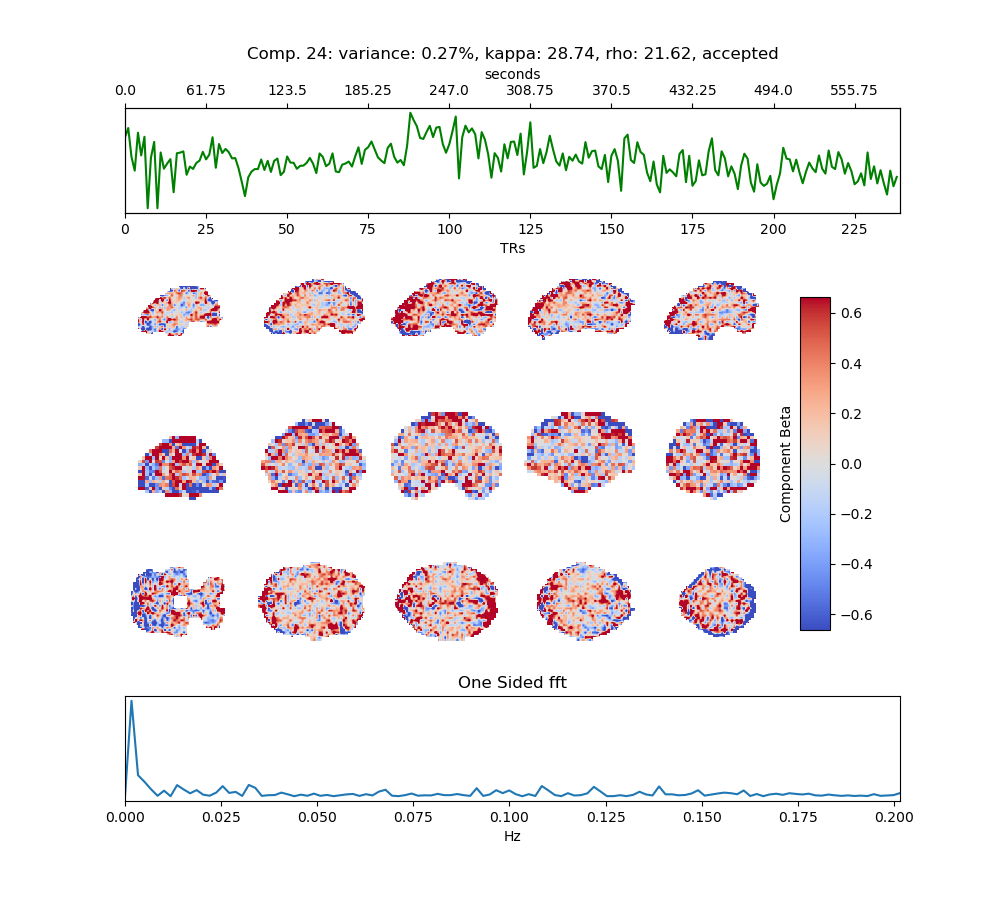 Comp. 24: variance: 0.27%, kappa: 28.74, rho: 21.62, accepted
seconds
0.0 61.75 123.5 185.25 247.0 308.75 370.5 432.25 494.0 555.75
0 25 50 75 100 125 150 175 200 225
TRs
0.6
0.4
0.2
0.0
−0.2
−0.4
−0.6
Component Beta
One Sided fft
0.000 0.025 0.050 0.075 0.100 0.125 0.150 0.175 0.200
Hz